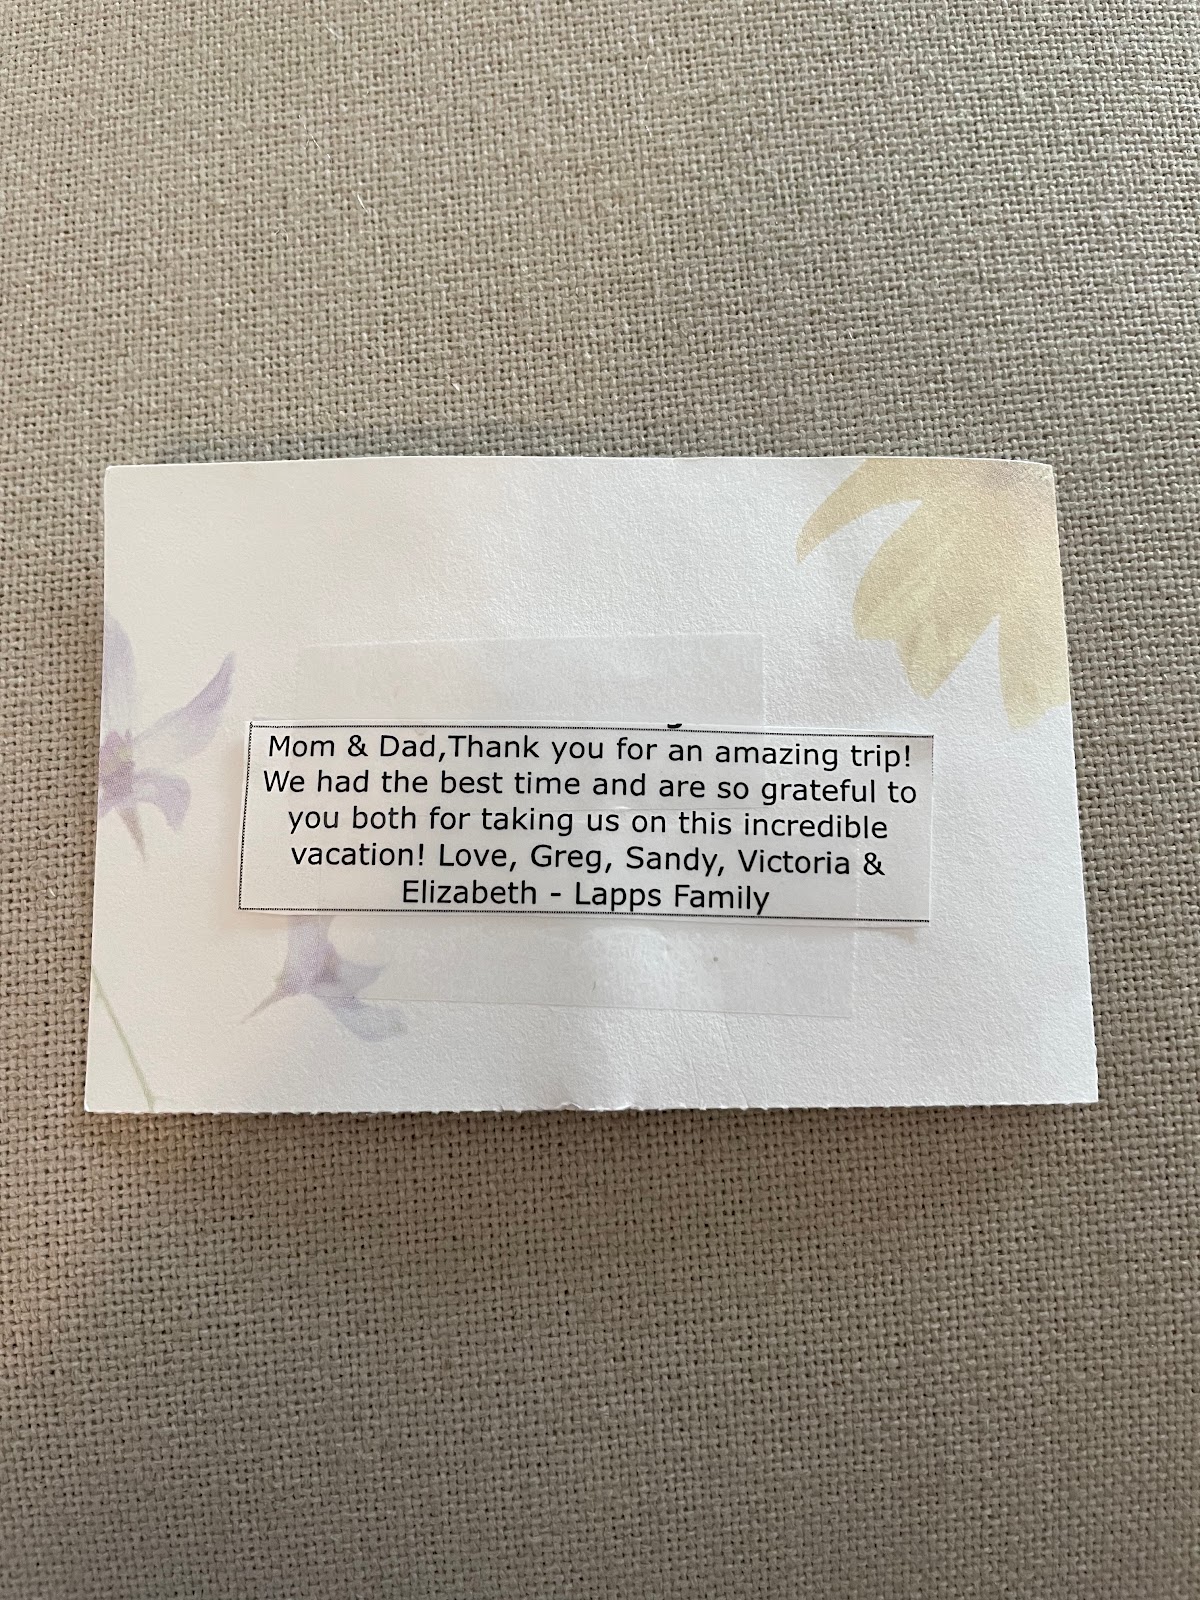 Mom & Dad,Thank you for an amazing trip!
We had the best time and are so grateful to
you both for taking us on this incredible
vacation! Love, Greg, Sandy, Victoria &
Elizabeth - Lapps Family